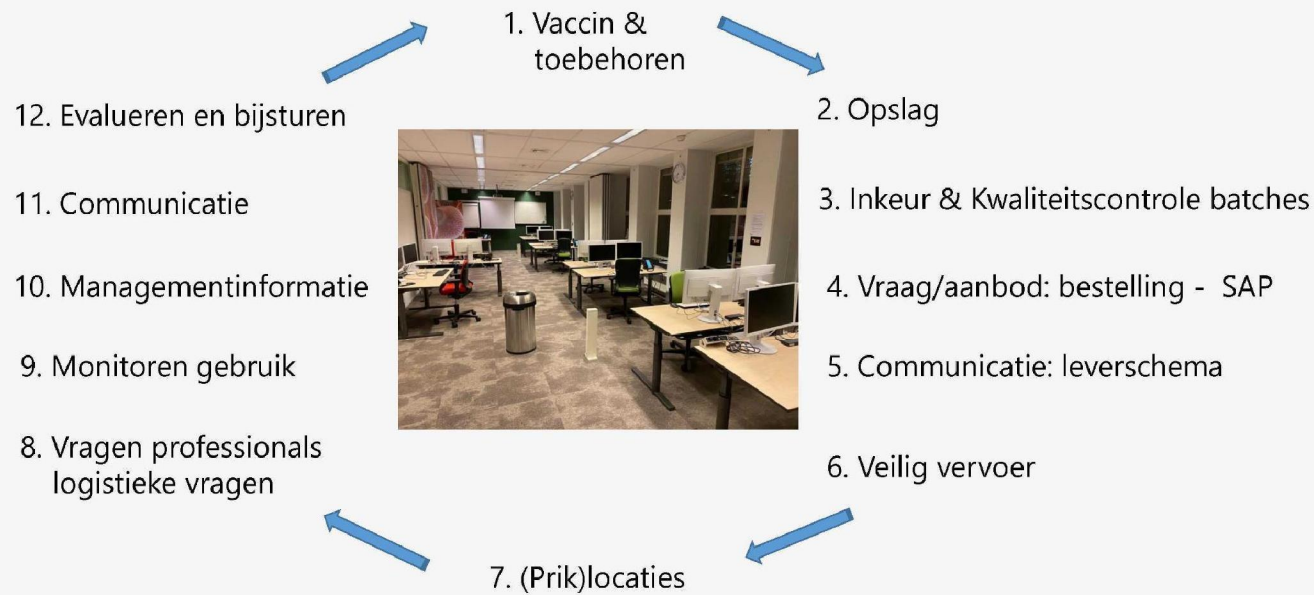 1. Vaccin &
toebehoren
2. Opslag
3. Inkeur & Kwaliteitscontrole batches
4. Vraag/aanbod: bestelling - SAP
5. Communicatie: leverschema
6. Veilig vervoer
7. (Prik)locaties
8. Vragen professionals
logistieke vragen
9. Monitoren gebruik
10. Managementinformatie
11. Communicatie
12. Evalueren en bijsturen